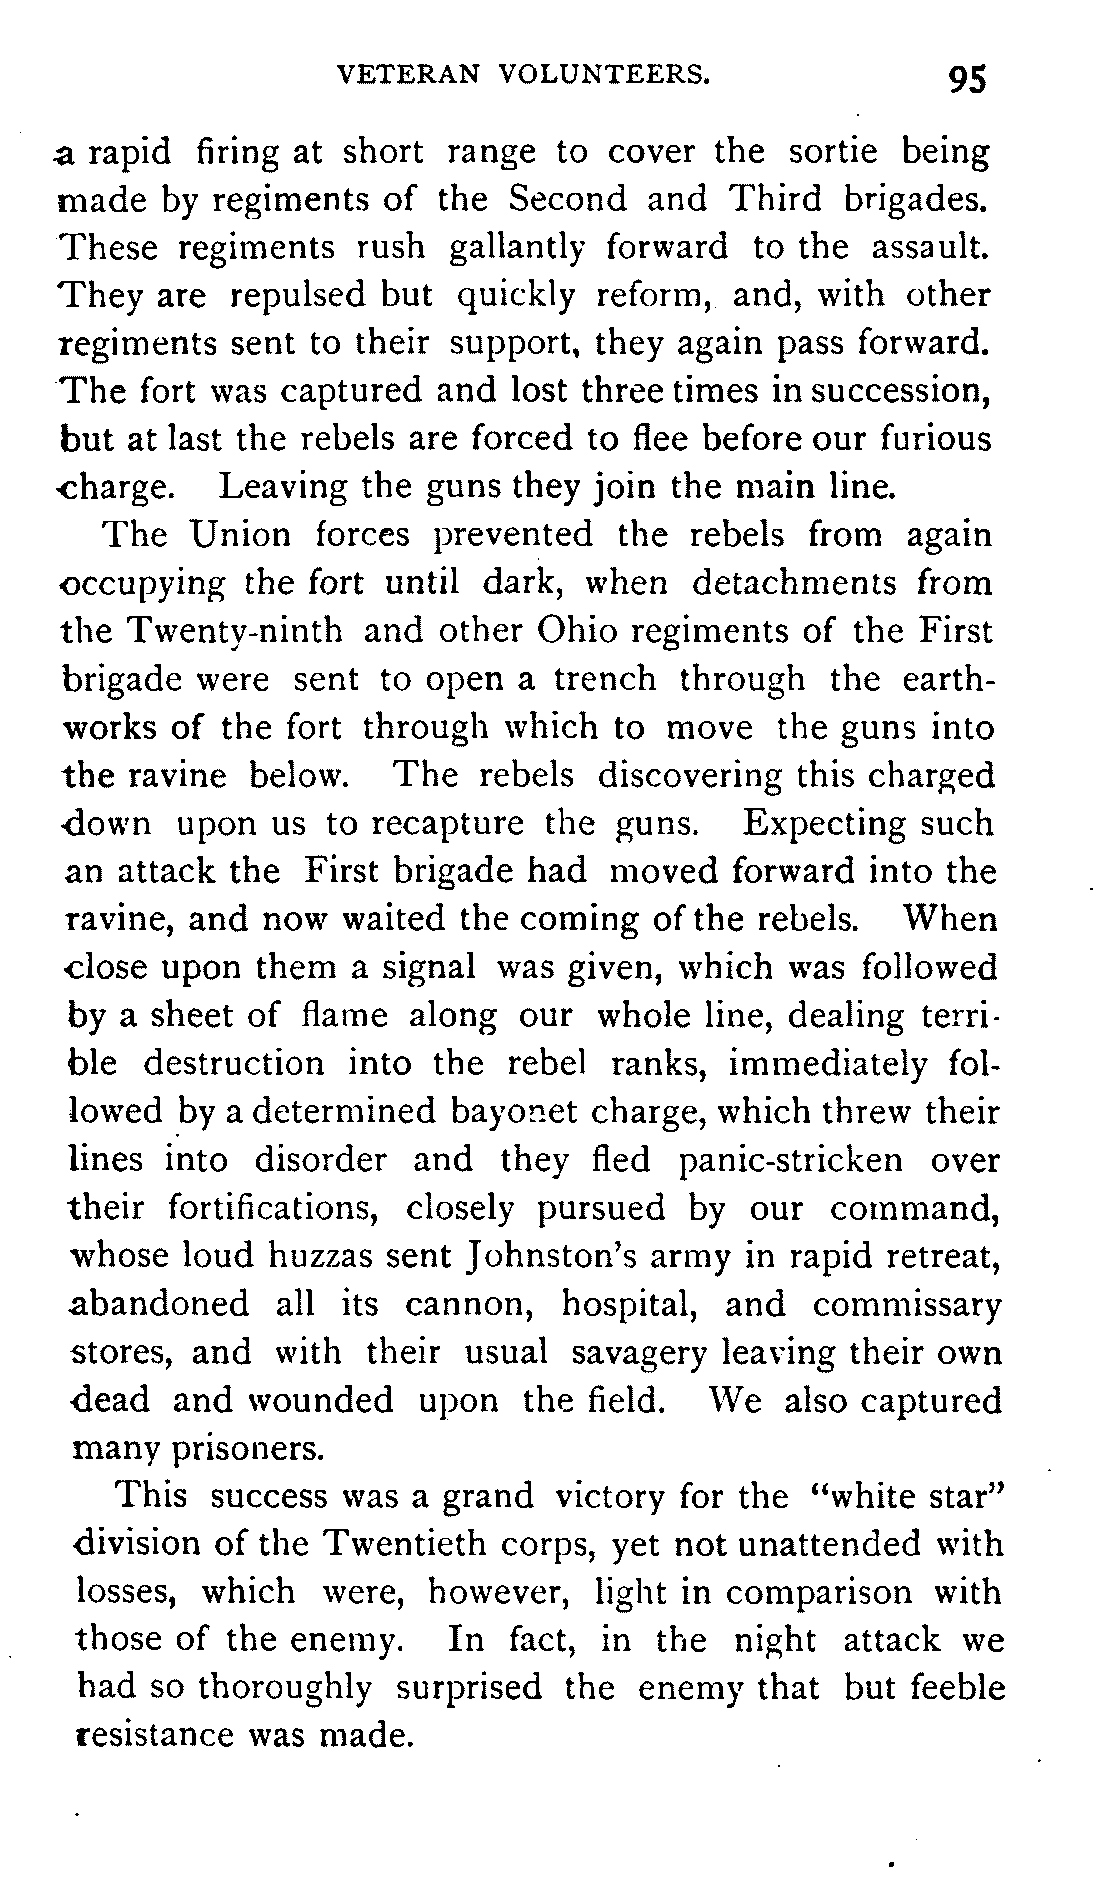 VETERAN VOLUNTEERS. 95
a rapid firing at short range to cover the sortie being
made by regiments of the Second and Third brigades.
These regiments rush gallantly forward to the assault.
They are repulsed but quickly reform, and, with other
regiments sent to their support, they again pass forward.
The fort was captured and lost three times in succession,
but at last the rebels are forced to flee before our furious
charge. Leaving the guns they join the main line.
The Union forces prevented the rebels from again
occupying the fort until dark, when detachments from
the Twenty-ninth and other Ohio regiments of the First
brigade were sent to open a trench through the earth-
works of the fort through which to move the guns into
the ravine below. The rebels discovering this charged
down upon us to recapture the guns. Expecting such
an attack the First brigade had moved forward into the
ravine, and now waited the coming of the rebels. When
close upon them a signal was given, which was followed
by a sheet of flame along our whole line, dealing terri-
ble destruction into the rebel ranks, immediately fol-
lowed by a determined bayonet charge, which threw their
lines into disorder and they fled panic-stricken over
their fortifications, closely pursued by our command,
whose loud huzzas sent Johnston's army in rapid retreat,
abandoned all its cannon, hospital, and commissary
stores, and with their usual savagery leaving their own
dead and wounded upon the field. We also captured
many prisoners.
This success was a grand victory for the "white star"
division of the Twentieth corps, yet not unattended with
losses, which were, however, light in comparison with
those of the enemy. In fact, in the night attack we
had so thoroughly surprised the enemy that but feeble
resistance was made.